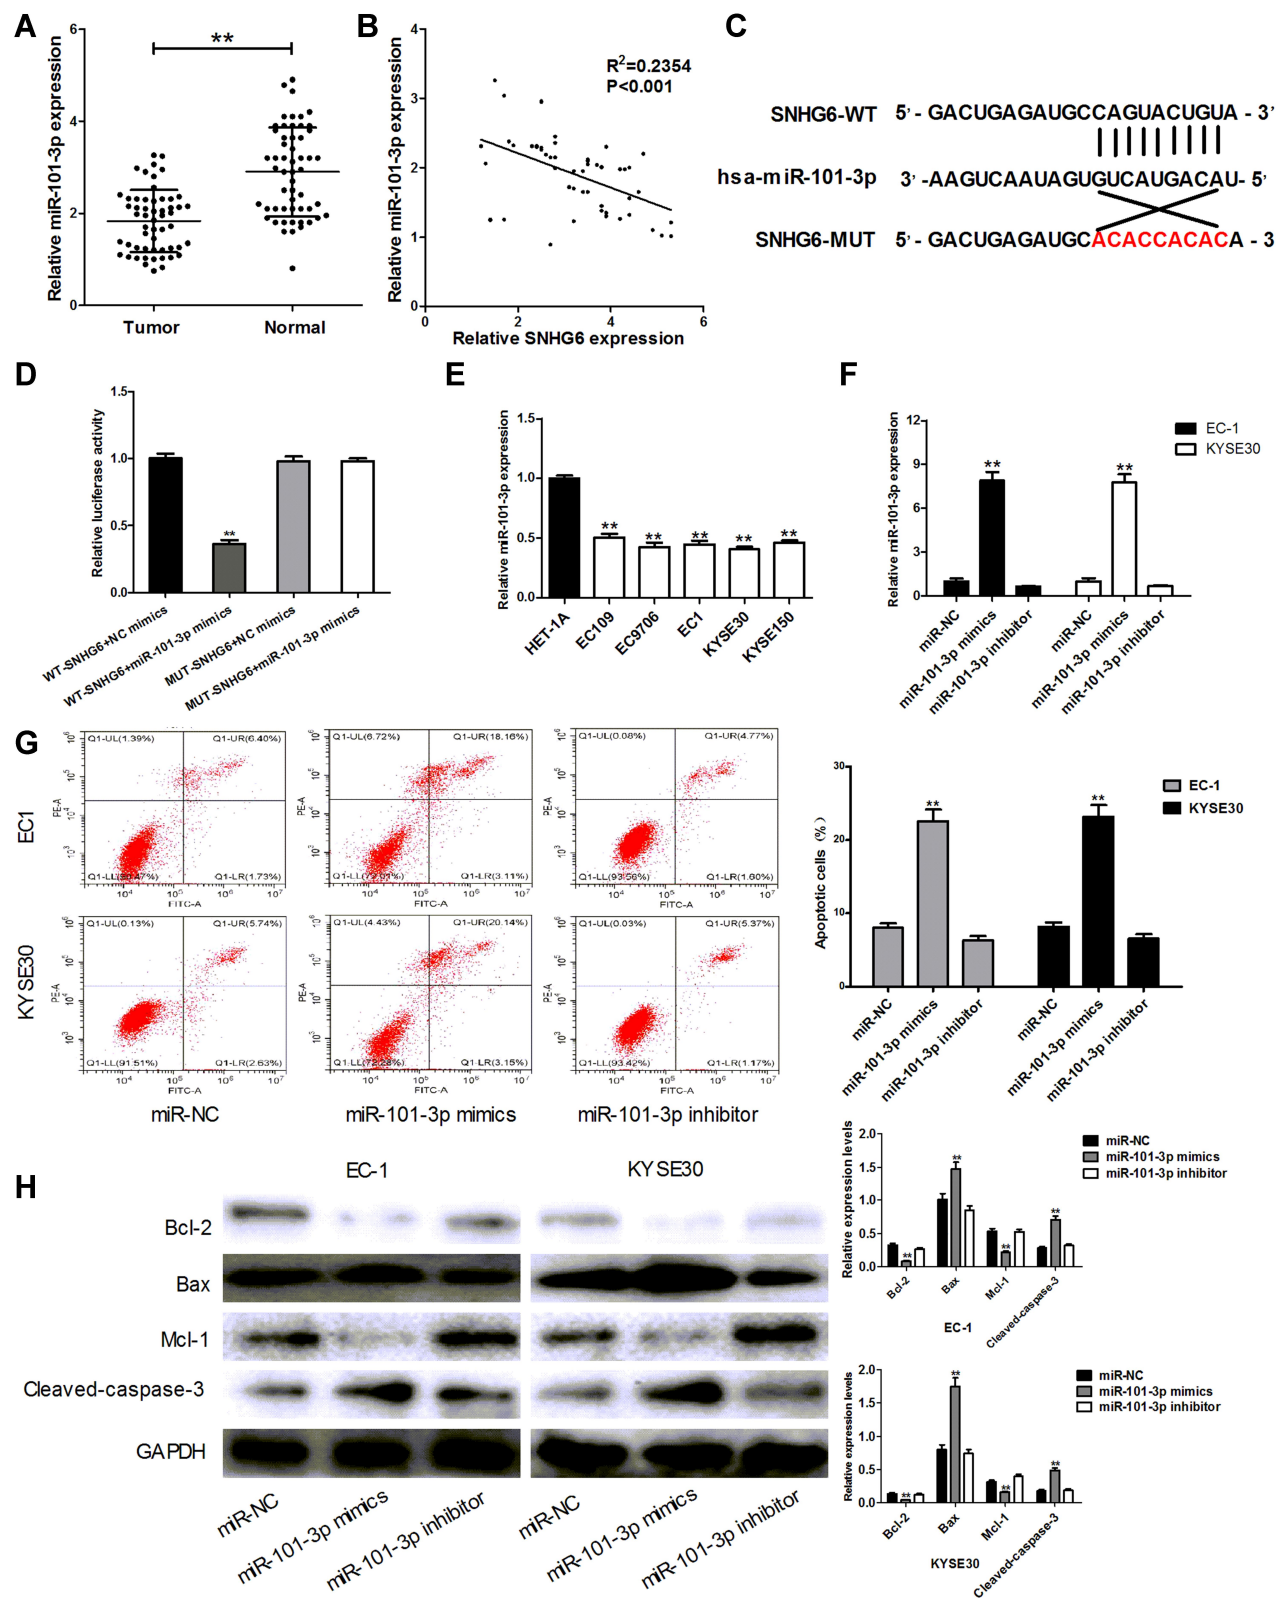 A
Relative miR-101-3p expression
6
4
2
0
**
Tumor
Normal
B
Relative miR-101-3p expression
4
3
2
1
0
R2=0.2354
P<0.001
0
2
4
6
Relative SNHG6 expression
C
SNHG6-WT 5'- GACUGAGAUGCCAGUACUGUA - 3'
hsa-miR-101-3p 3' -AAGUCAAUAGUGUCAUGACAU- 5'
SNHG6-MUT 5'- GACUGAGAUGCACACCACACA - 3
D
Relative luciferase activity
1.5
1.0
0.5
0.0
**
WT-SNHG6+NC mimics
WT-SNHG6+miR-101-3p mimics
MUT-SNHG6+NC mimics
MUT-SNHG6+miR-101-3p mimics
E
Relative miR-101-3p expression
1.5
1.0
0.5
0.0
** ** ** ** **
HET-1A
EC109
EC9706
EC1
KYSE30
KYSE150
F
Relative miR-101-3p expression
12
9
6
3
0
** **
EC-1
KYSE30
miR-NC
miR-101-3p mimics
miR-101-3p inhibitor
miR-NC
miR-101-3p mimics
miR-101-3p inhibitor
G
EC1
Q1-UL(1.39%) Q1-UR(6.40%)
Q1-LR(1.73%)
PE-A
FITC-A
Q1-UL(6.72%) Q1-UR(18.16%)
Q1-LR(3.11%)
PE-A
FITC-A
Q1-UL(0.08%) Q1-UR(4.77%)
Q1-LL(93.56%) Q1-LR(1.60%)
PE-A
FITC-A
KYSE30
Q1-UL(0.13%) Q1-UR(5.74%)
Q1-LL(91.51%) Q1-LR(2.63%)
PE-A
FITC-A
Q1-UL(4.43%) Q1-UR(20.14%)
Q1-LL(72.28%) Q1-LR(3.15%)
PE-A
FITC-A
Q1-UL(0.03%) Q1-UR(5.37%)
Q1-LL(93.42%) Q1-LR(1.17%)
PE-A
FITC-A
miR-NC
miR-101-3p mimics
miR-101-3p inhibitor
Apoptotic cells (%)
30
20
10
0
** **
EC-1
KYSE30
miR-NC
miR-101-3p mimics
miR-101-3p inhibitor
miR-NC
miR-101-3p mimics
miR-101-3p inhibitor
H
EC-1
KYSE30
Bcl-2
Bax
Mcl-1
Cleaved-caspase-3
GAPDH
miR-NC
miR-101-3p mimics
miR-101-3p inhibitor
miR-NC
miR-101-3p mimics
miR-101-3p inhibitor
Relative expression levels
2.0
1.5
1.0
0.5
0.0
** ** ** **
miR-NC
miR-101-3p mimics
miR-101-3p inhibitor
Bcl-2
Bax
Mcl-1
Cleaved-caspase-3
EC-1
Relative expression levels
2.0
1.5
1.0
0.5
0.0
** ** ** **
miR-NC
miR-101-3p mimics
miR-101-3p inhibitor
Bcl-2
Bax
Mcl-1
Cleaved-caspase-3
KYSE30